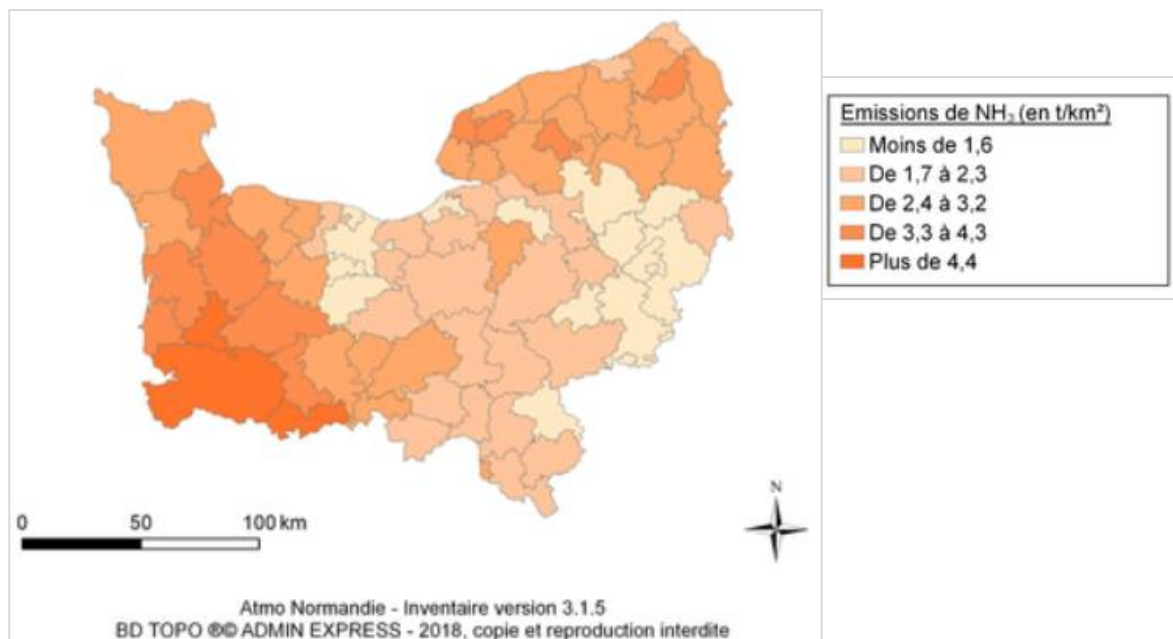 Emissions de NH₃ (en t/km²)
Moins de 1,6
De 1,7 à 2,3
De 2,4 à 3,2
De 3,3 à 4,3
Plus de 4,4
N
0 50 100 km
Atmo Normandie - Inventaire version 3.1.5
BD TOPO ®© ADMIN EXPRESS - 2018, copie et reproduction interdite